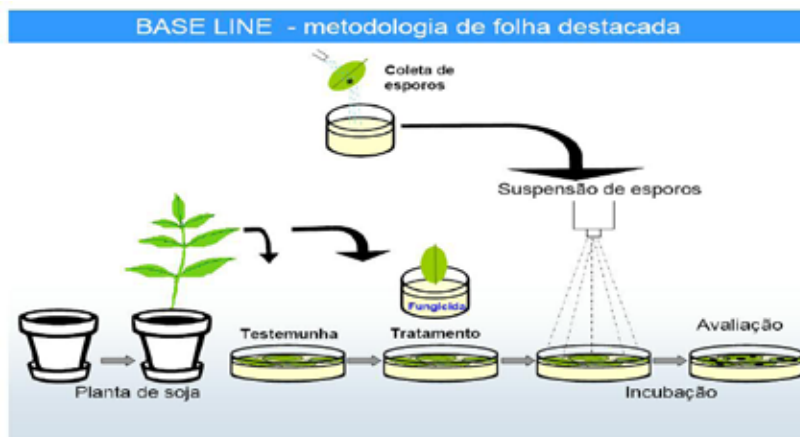 BASE LINE - metodologia de folha destacada
Coleta de
esporos
Suspensão de esporos
Fungicida
Testemunha
Tratamento
Avaliação
Planta de soja
Incubação